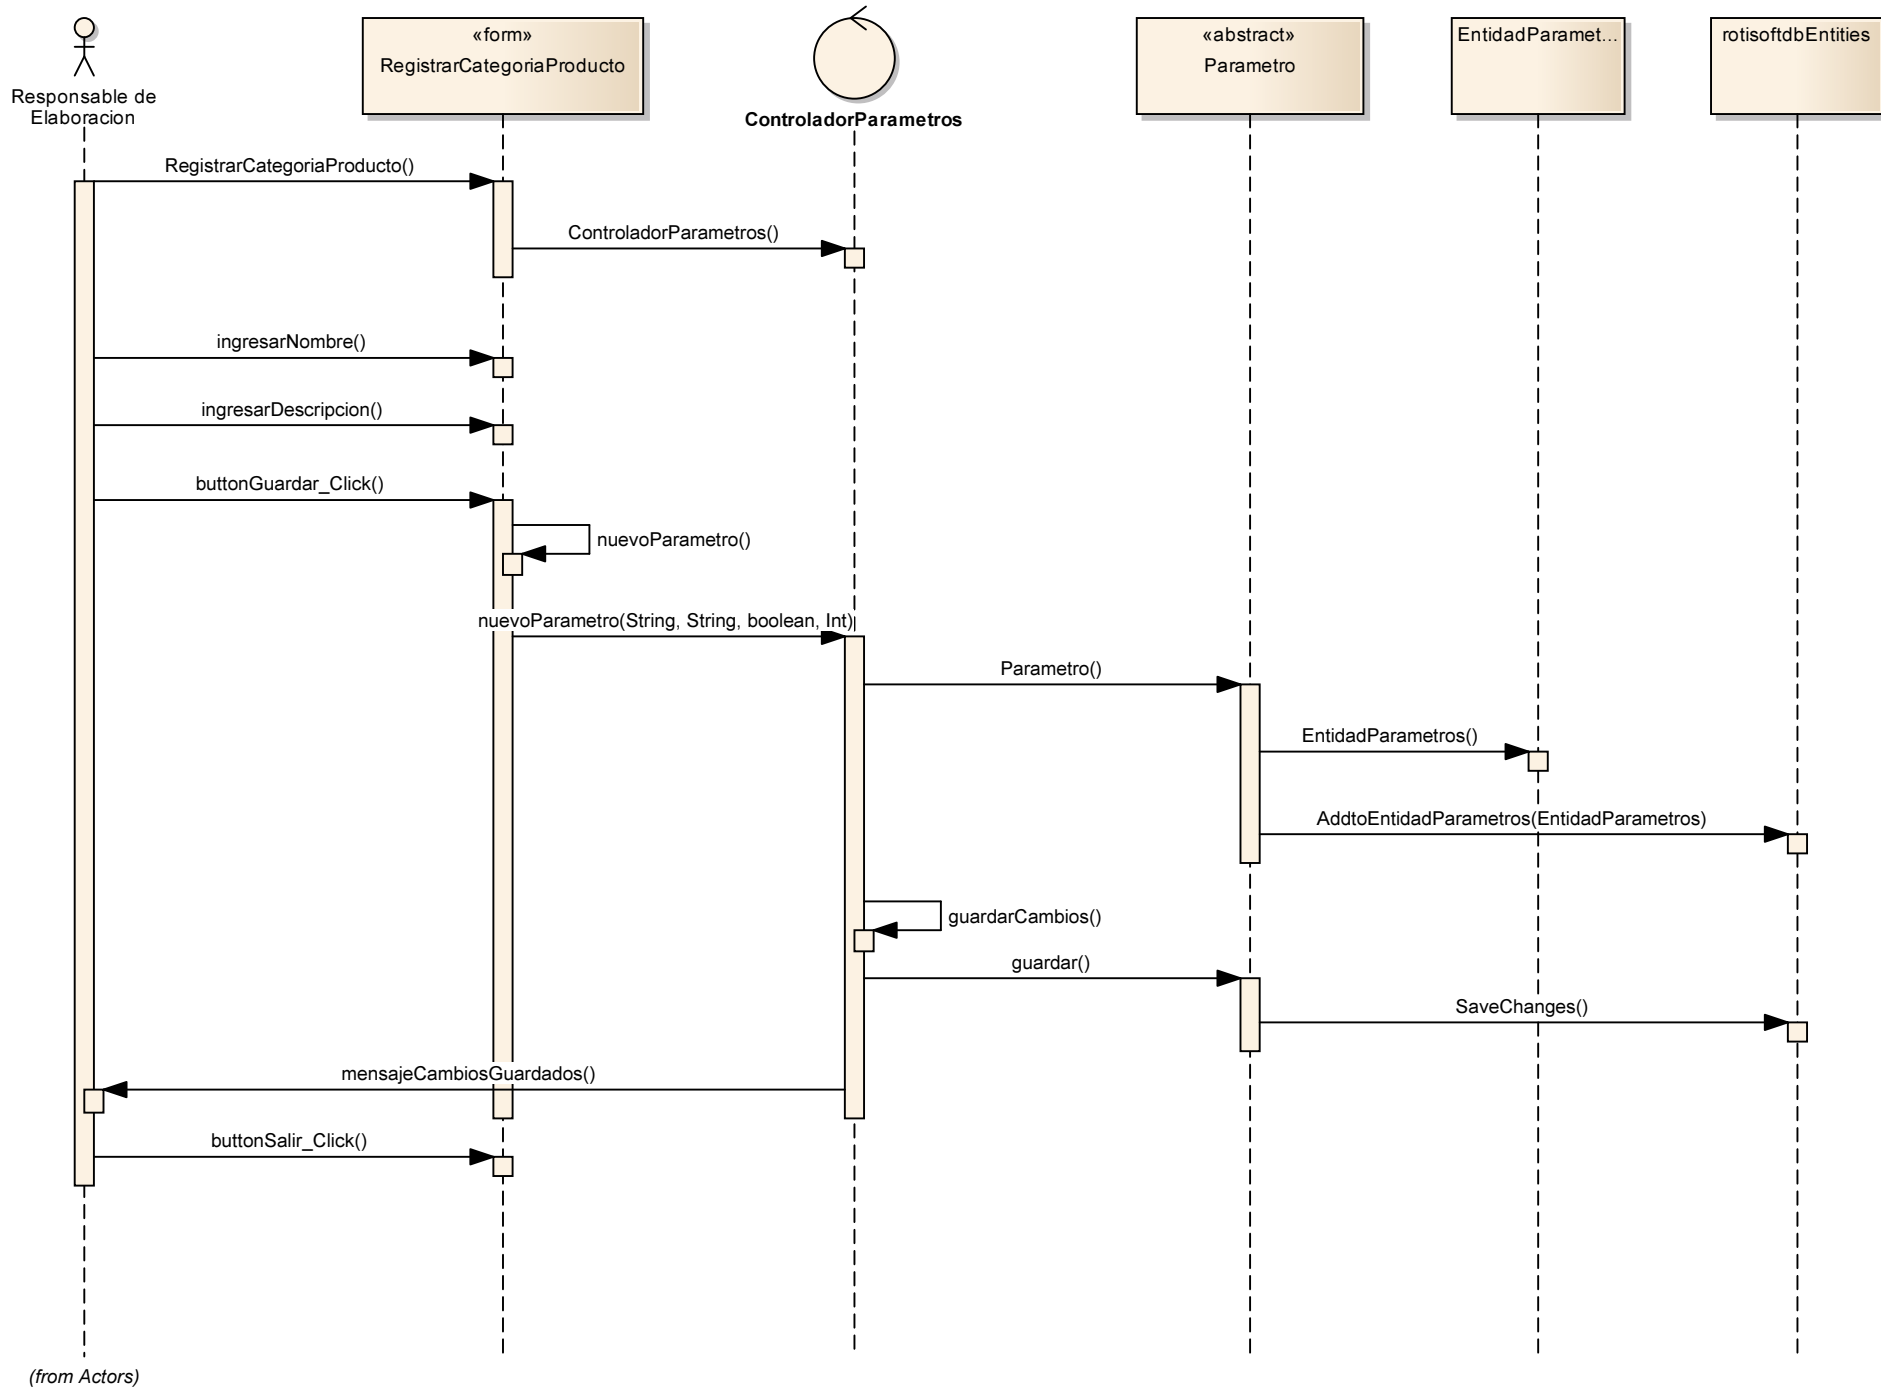 Responsable de
Elaboracion
«form»
RegistrarCategoriaProducto
ControladorParametros
«abstract»
Parametro
EntidadParamet...
rotisoftdbEntities
RegistrarCategoriaProducto()
ControladorParametros()
ingresarNombre()
ingresarDescripcion()
buttonGuardar_Click()
nuevoParametro()
nuevoParametro(String, String, boolean, Int)
Parametro()
EntidadParametros()
AddtoEntidadParametros(EntidadParametros)
guardarCambios()
guardar()
SaveChanges()
mensajeCambiosGuardados()
buttonSalir_Click()
(from Actors)